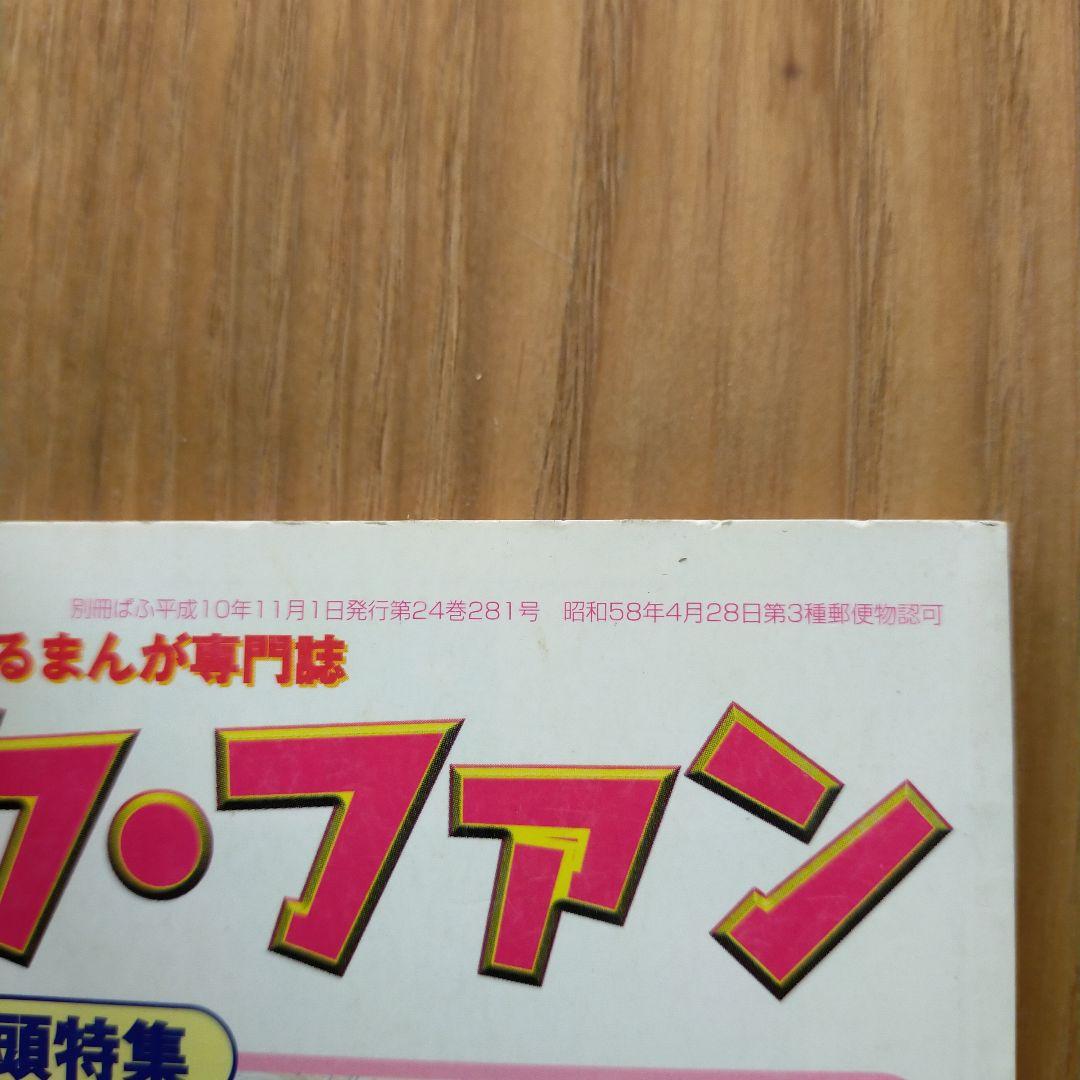 別冊ぱふ平成10年11月1日発行第24巻281号　昭和58年4月28日第3種郵便物認可
るまんが専門誌
カ・ファン
頭特集